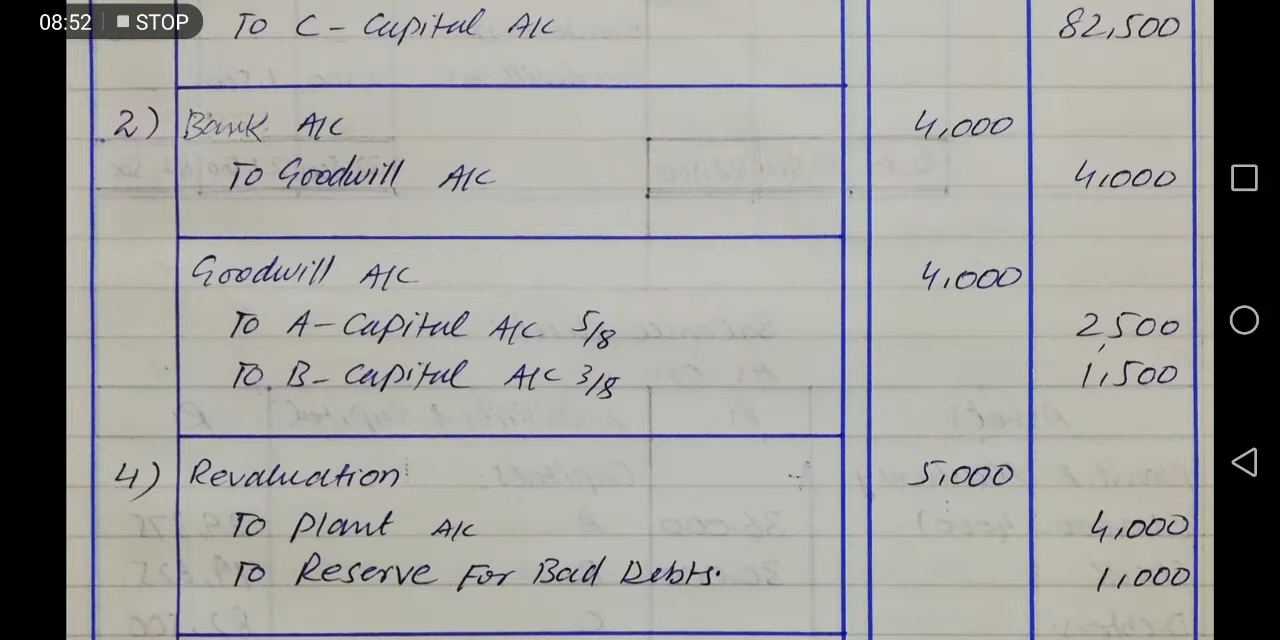 08:52 STOP
To C - Capital A/c 82,500
2) Bank A/c 4,000
To Goodwill A/c 4,000
Goodwill A/c 4,000
To A - Capital A/c 5/8 2,500
To B - Capital A/c 3/8 1,500
4) Revaluation 5,000
To Plant A/c 4,000
To Reserve For Bad Debts. 1,000